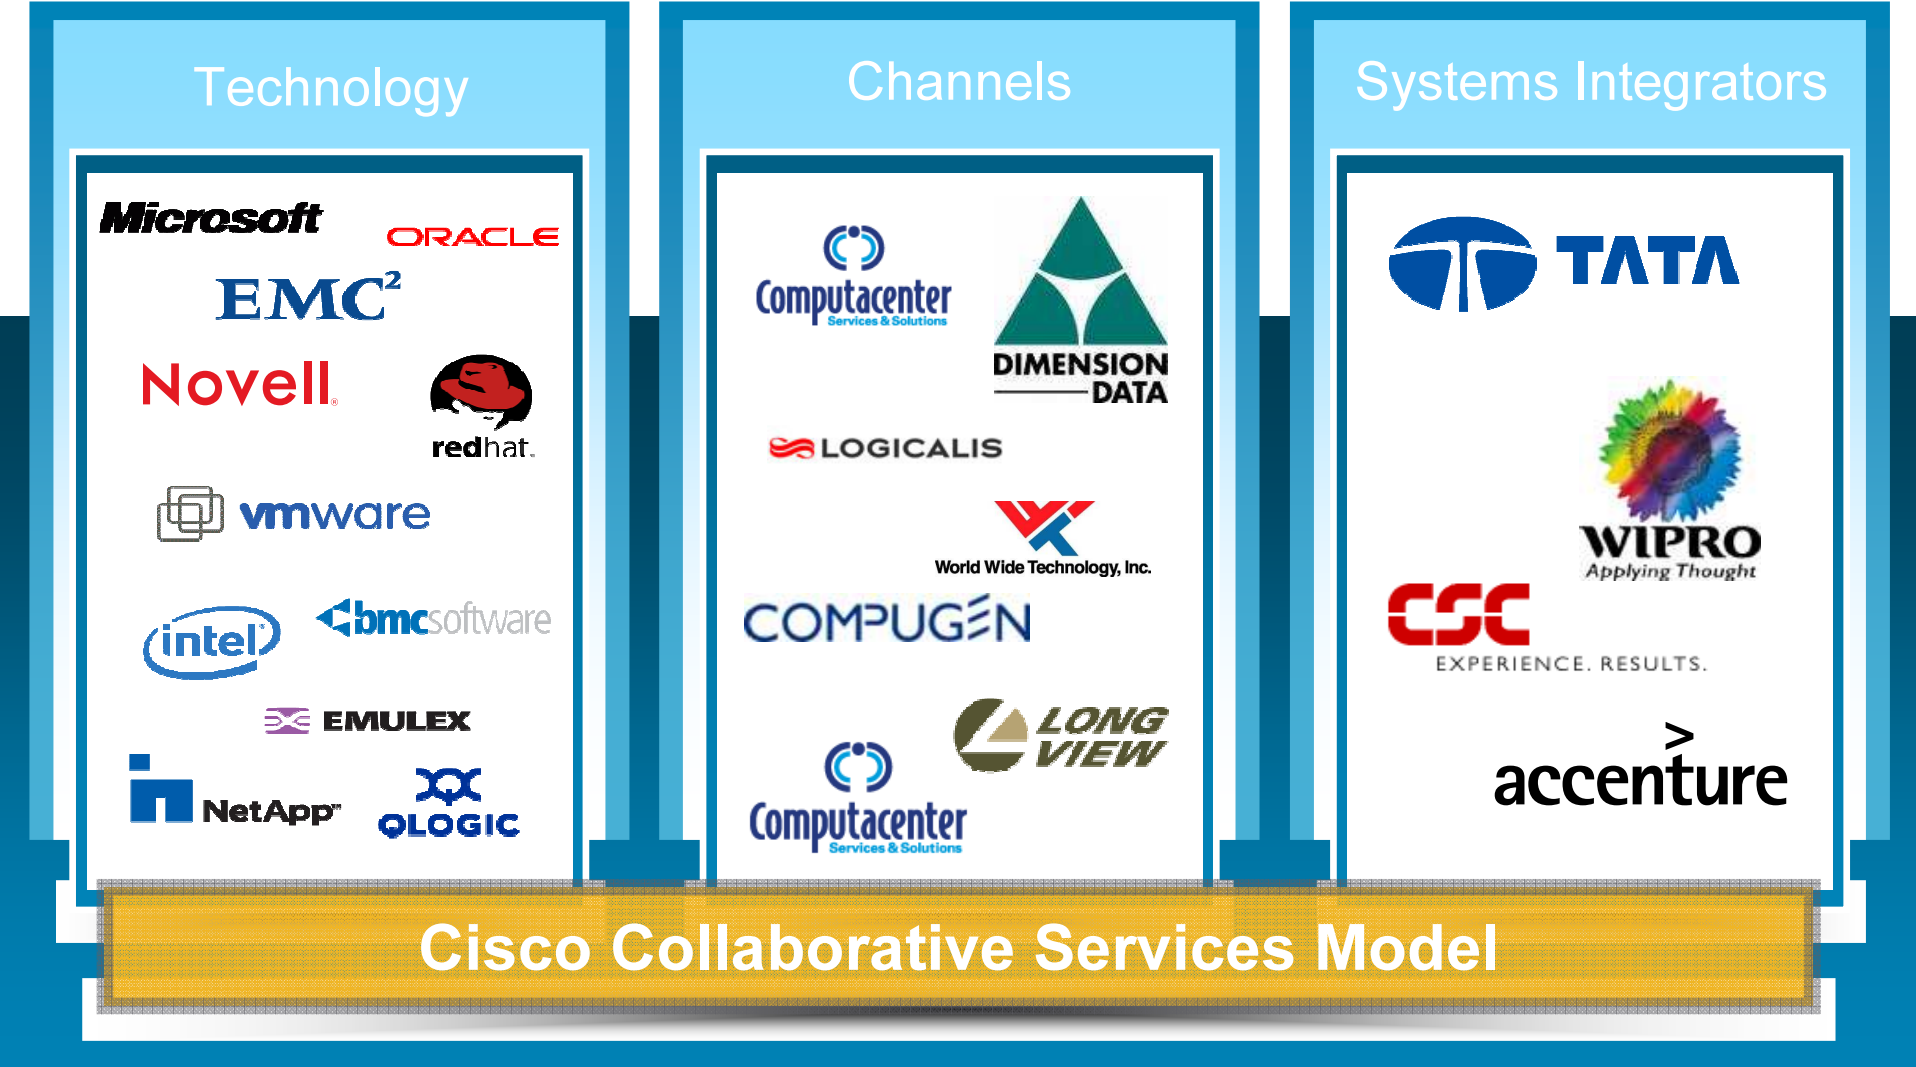 Technology
Microsoft
ORACLE
EMC²
Novell®
redhat.
vmware
intel
bmcsoftware
EMULEX
NetApp™
QLOGIC
Channels
Computacenter
Services & Solutions
DIMENSION
DATA
LOGICALIS
World Wide Technology, Inc.
COMPUGEN
LONG
VIEW
Computacenter
Services & Solutions
Systems Integrators
TATA
WIPRO
Applying Thought
CSC
EXPERIENCE. RESULTS.
>
accenture
Cisco Collaborative Services Model